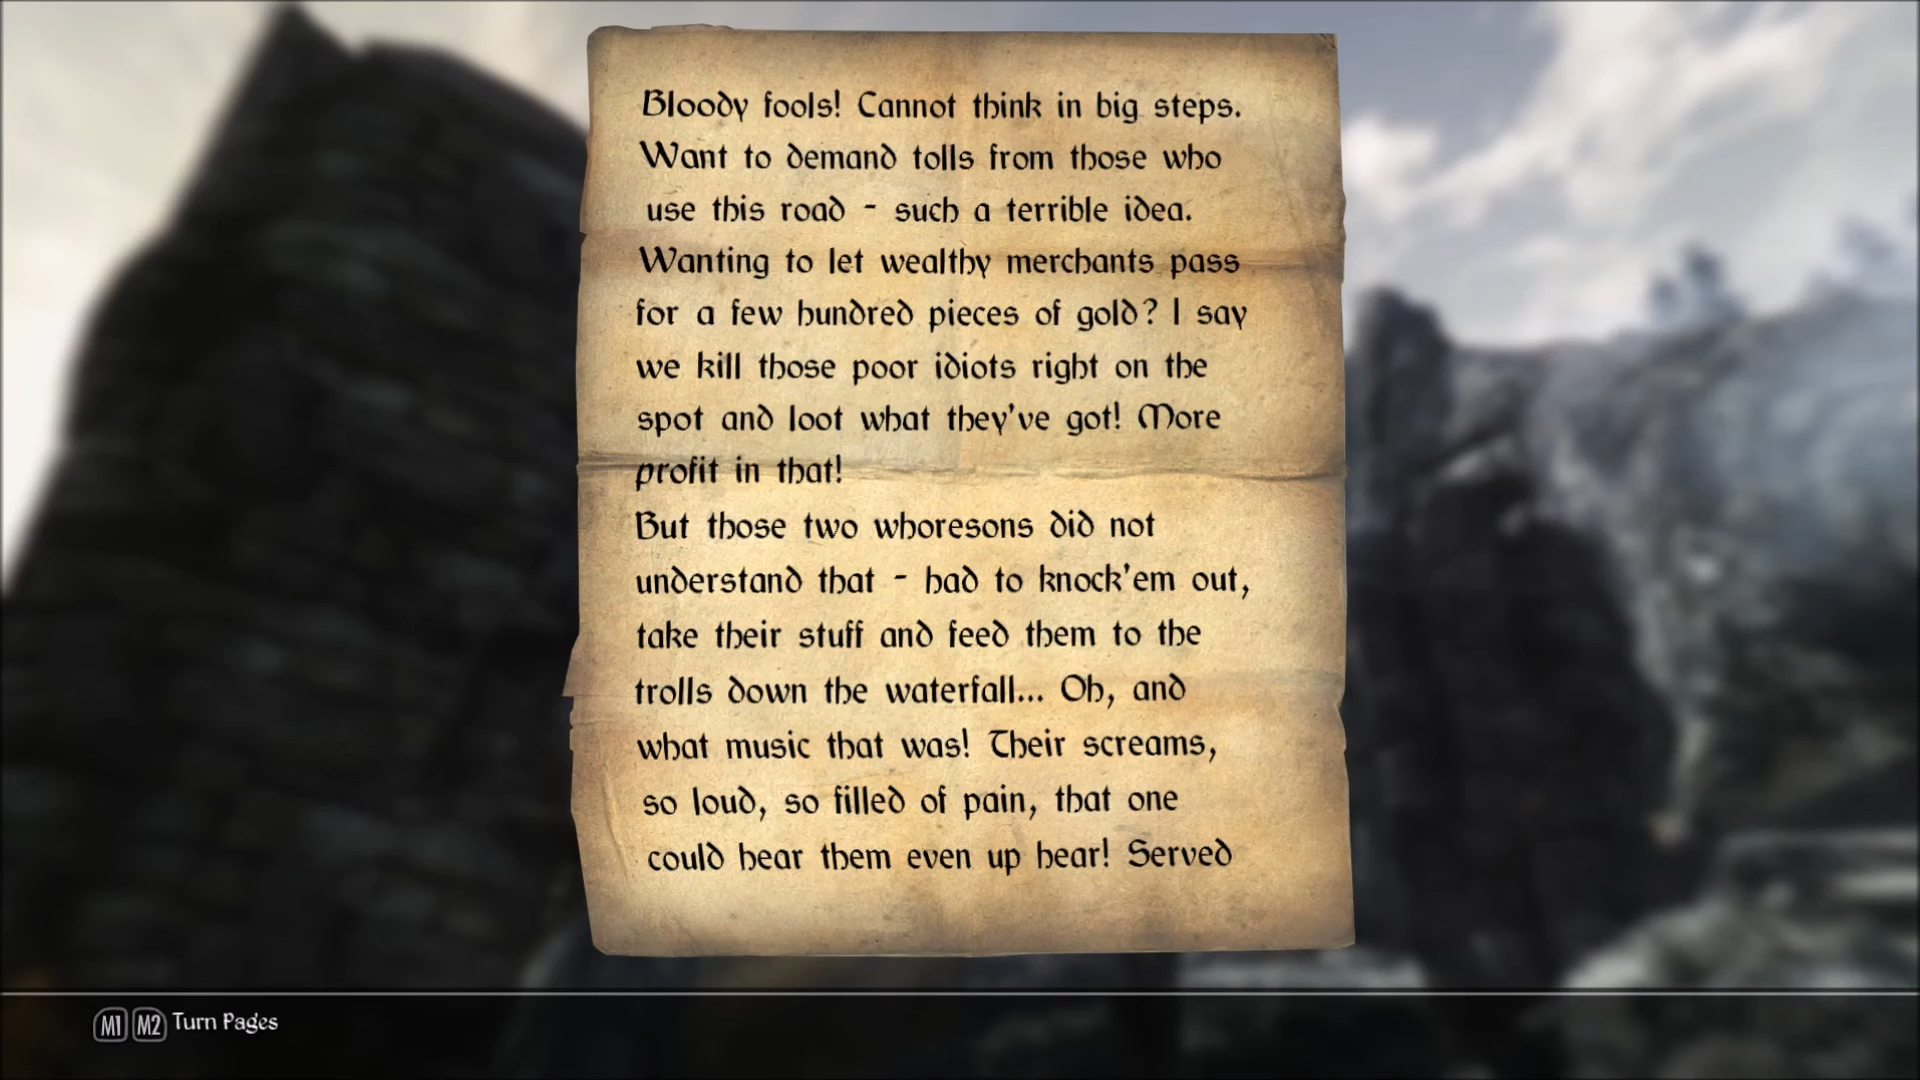 Bloody fools! Cannot think in big steps.
Want to demand tolls from those who
use this road - such a terrible idea.
Wanting to let wealthy merchants pass
for a few hundred pieces of gold? I say
we kill those poor idiots right on the
spot and loot what they've got! More
profit in that!
But those two whoresons did not
understand that - had to knock'em out,
take their stuff and feed them to the
trolls down the waterfall... Oh, and
what music that was! Their screams,
so loud, so filled of pain, that one
could hear them even up hear! Served
M1 M2 Turn Pages